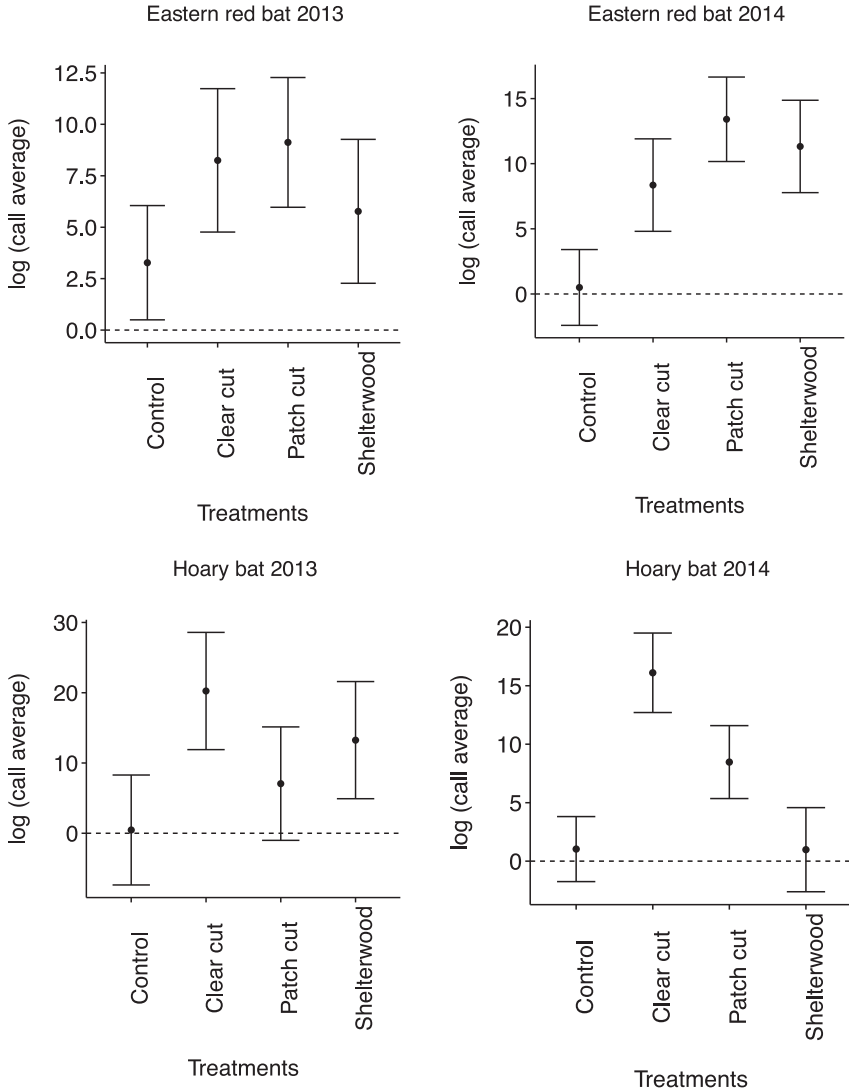 Eastern red bat 2013
log (call average)
12.5
10.0
7.5
5.0
2.5
0.0
Control
Clear cut
Patch cut
Shelterwood
Treatments
Eastern red bat 2014
log (call average)
15
10
5
0
Control
Clear cut
Patch cut
Shelterwood
Treatments
Hoary bat 2013
log (call average)
30
20
10
0
Control
Clear cut
Patch cut
Shelterwood
Treatments
Hoary bat 2014
log (call average)
20
15
10
5
0
Control
Clear cut
Patch cut
Shelterwood
Treatments